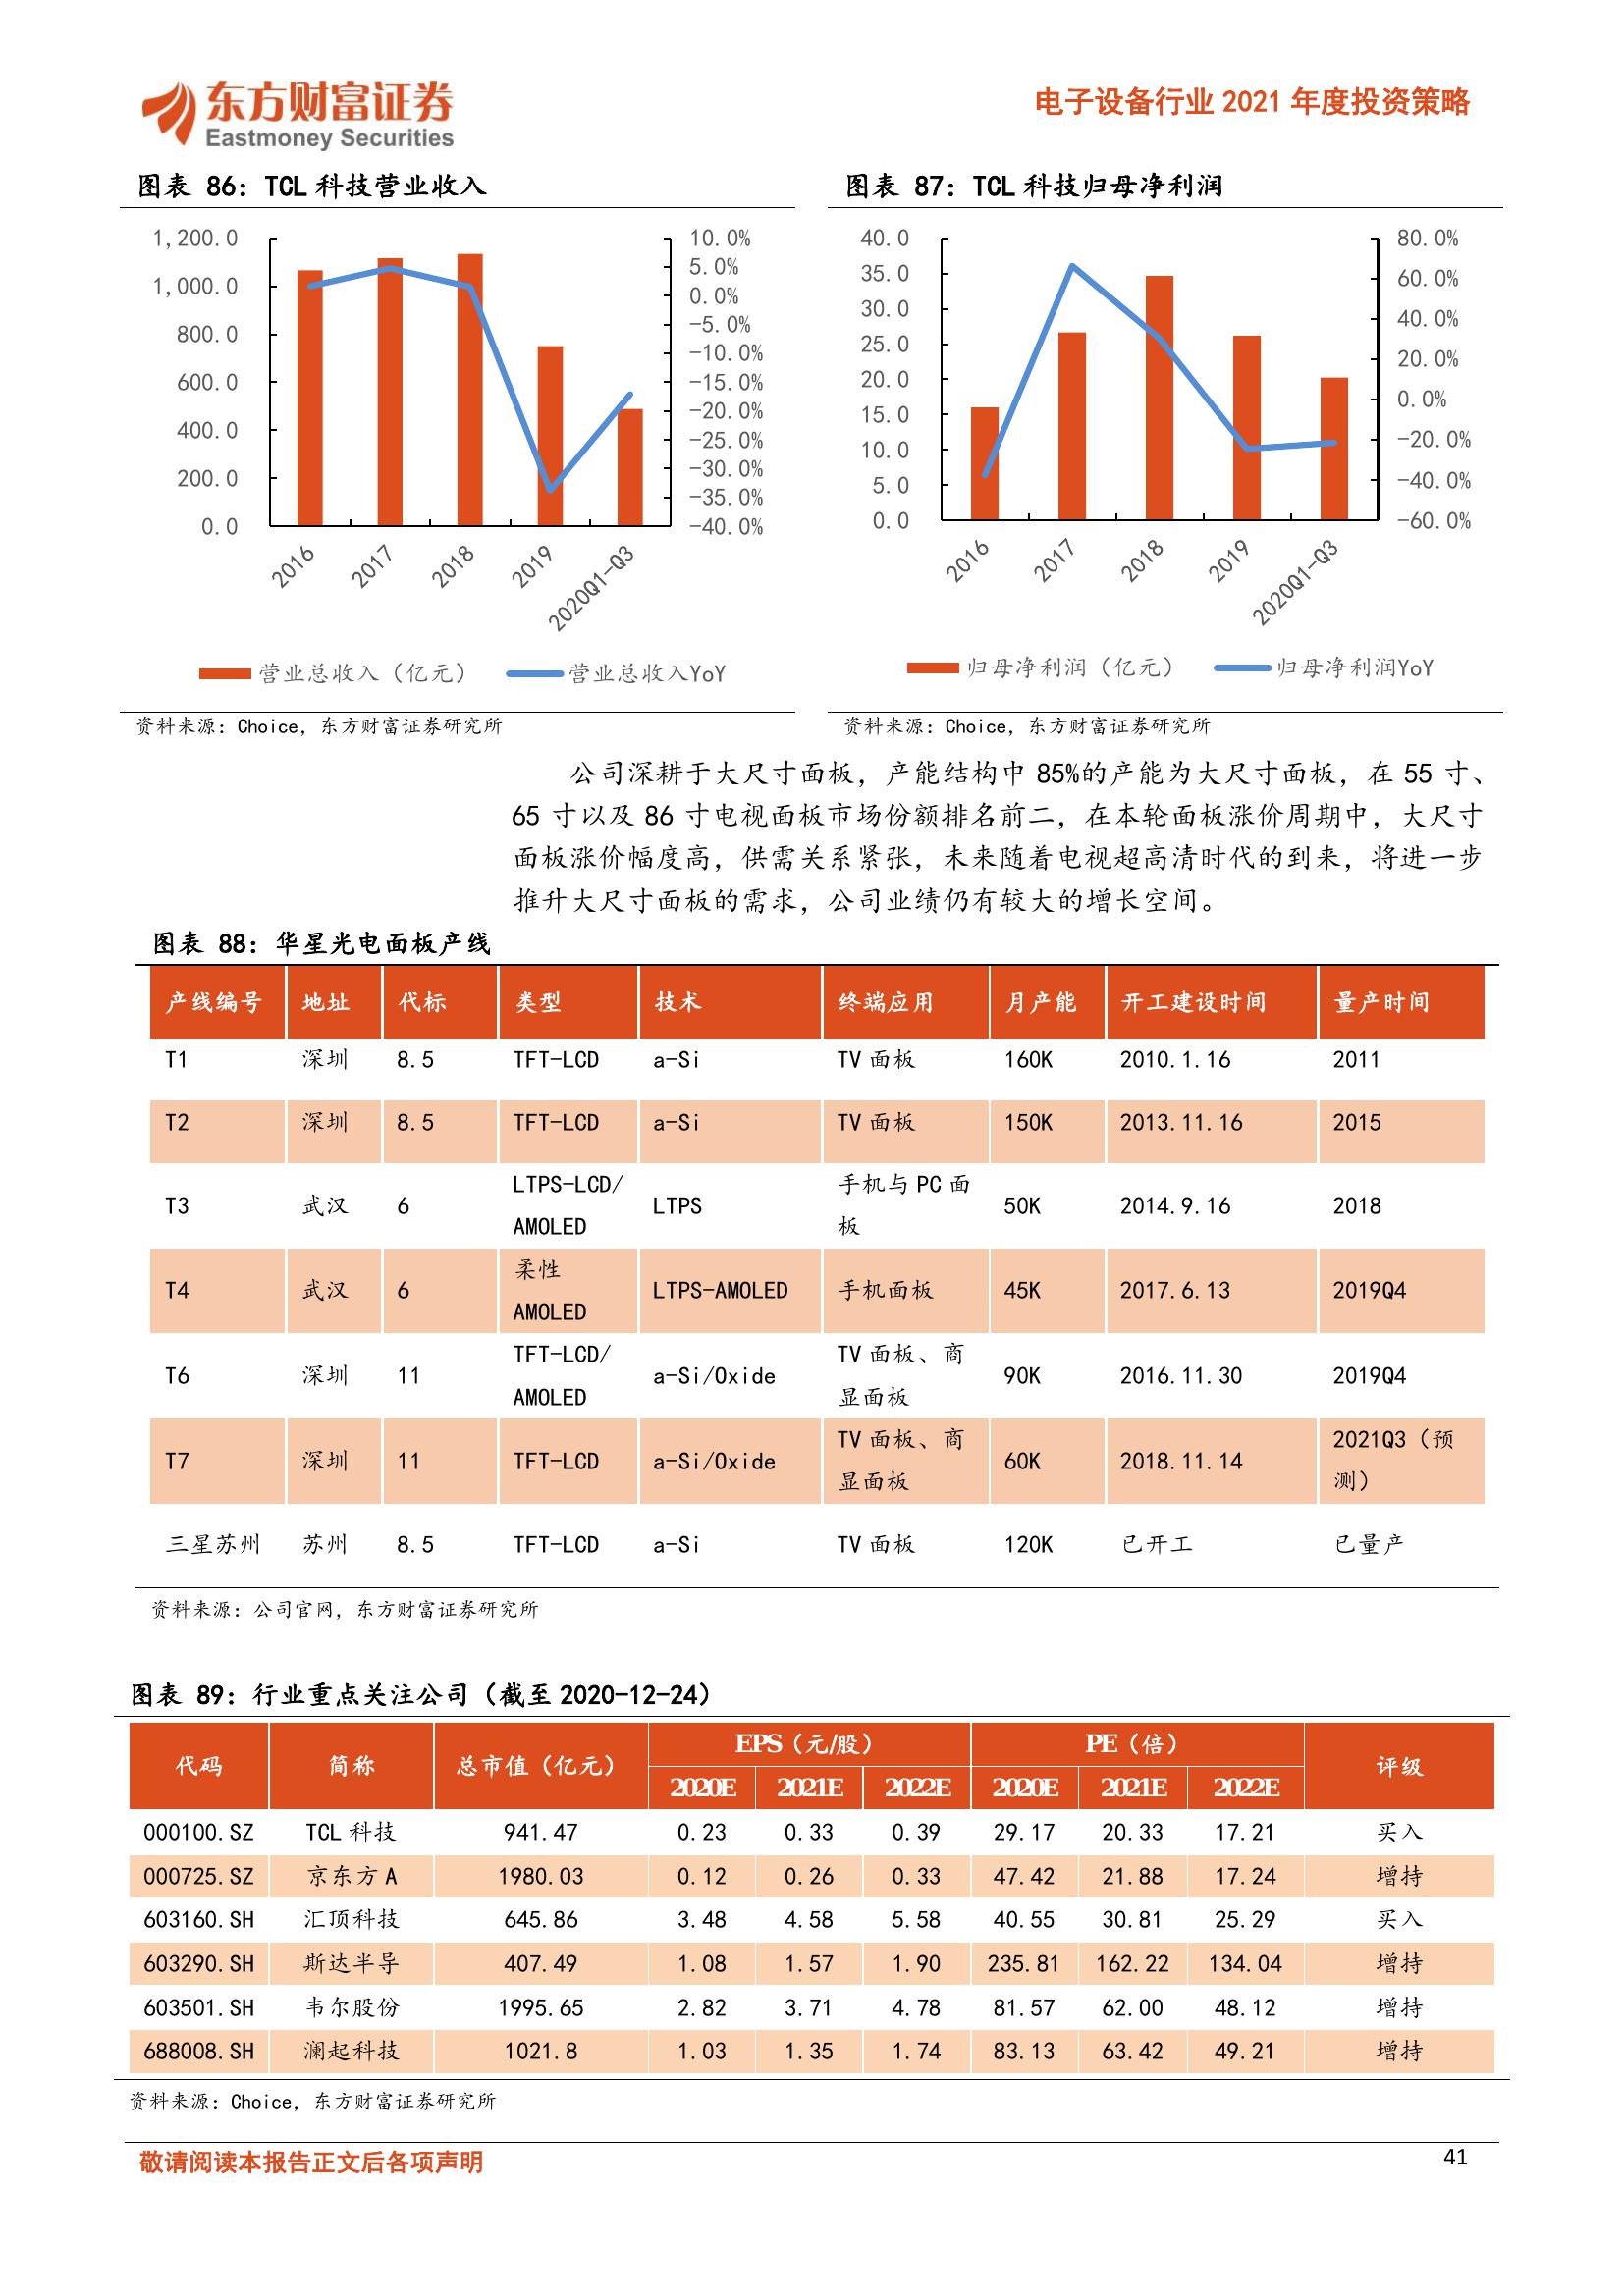 东方财富证券
Eastmoney Securities
电子设备行业 2021 年度投资策略
图表 86：TCL 科技营业收入
1,200.0
1,000.0
800.0
600.0
400.0
200.0
0.0
10.0%
5.0%
0.0%
-5.0%
-10.0%
-15.0%
-20.0%
-25.0%
-30.0%
-35.0%
-40.0%
2016
2017
2018
2019
2020Q1-Q3
营业总收入（亿元） 营业总收入YoY
资料来源：Choice，东方财富证券研究所
图表 87：TCL 科技归母净利润
40.0
35.0
30.0
25.0
20.0
15.0
10.0
5.0
0.0
80.0%
60.0%
40.0%
20.0%
0.0%
-20.0%
-40.0%
-60.0%
2016
2017
2018
2019
2020Q1-Q3
归母净利润（亿元） 归母净利润YoY
资料来源：Choice，东方财富证券研究所
公司深耕于大尺寸面板，产能结构中 85%的产能为大尺寸面板，在 55 寸、
65 寸以及 86 寸电视面板市场份额排名前二，在本轮面板涨价周期中，大尺寸
面板涨价幅度高，供需关系紧张，未来随着电视超高清时代的到来，将进一步
推升大尺寸面板的需求，公司业绩仍有较大的增长空间。
图表 88：华星光电面板产线
产线编号 地址 代标 类型 技术 终端应用 月产能 开工建设时间 量产时间
T1 深圳 8.5 TFT-LCD a-Si TV 面板 160K 2010.1.16 2011
T2 深圳 8.5 TFT-LCD a-Si TV 面板 150K 2013.11.16 2015
T3 武汉 6 LTPS-LCD/ AMOLED LTPS 手机与 PC 面板 50K 2014.9.16 2018
T4 武汉 6 柔性 AMOLED LTPS-AMOLED 手机面板 45K 2017.6.13 2019Q4
T6 深圳 11 TFT-LCD/ AMOLED a-Si/Oxide TV 面板、商显面板 90K 2016.11.30 2019Q4
T7 深圳 11 TFT-LCD a-Si/Oxide TV 面板、商显面板 60K 2018.11.14 2021Q3（预测）
三星苏州 苏州 8.5 TFT-LCD a-Si TV 面板 120K 已开工 已量产
资料来源：公司官网，东方财富证券研究所
图表 89：行业重点关注公司（截至 2020-12-24）
代码 简称 总市值（亿元） EPS（元/股） PE（倍） 评级
2020E 2021E 2022E 2020E 2021E 2022E
000100.SZ TCL 科技 941.47 0.23 0.33 0.39 29.17 20.33 17.21 买入
000725.SZ 京东方 A 1980.03 0.12 0.26 0.33 47.42 21.88 17.24 增持
603160.SH 汇顶科技 645.86 3.48 4.58 5.58 40.55 30.81 25.29 买入
603290.SH 斯达半导 407.49 1.08 1.57 1.90 235.81 162.22 134.04 增持
603501.SH 韦尔股份 1995.65 2.82 3.71 4.78 81.57 62.00 48.12 增持
688008.SH 澜起科技 1021.8 1.03 1.35 1.74 83.13 63.42 49.21 增持
资料来源：Choice，东方财富证券研究所
敬请阅读本报告正文后各项声明
41